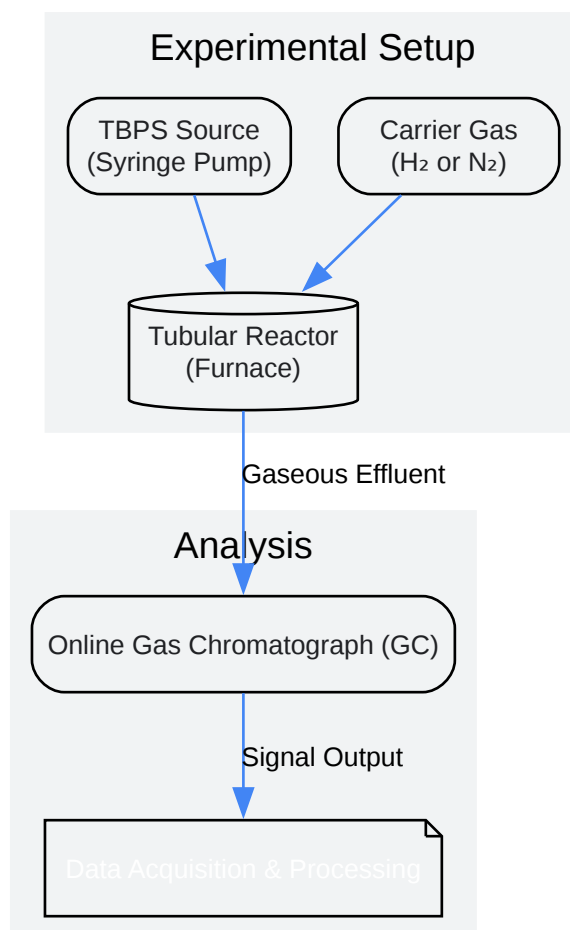 Experimental Setup
TBPS Source
(Syringe Pump)
Carrier Gas
(H₂ or N₂)
Tubular Reactor
(Furnace)
Gaseous Effluent
Analysis
Online Gas Chromatograph (GC)
Signal Output
Data Acquisition & Processing